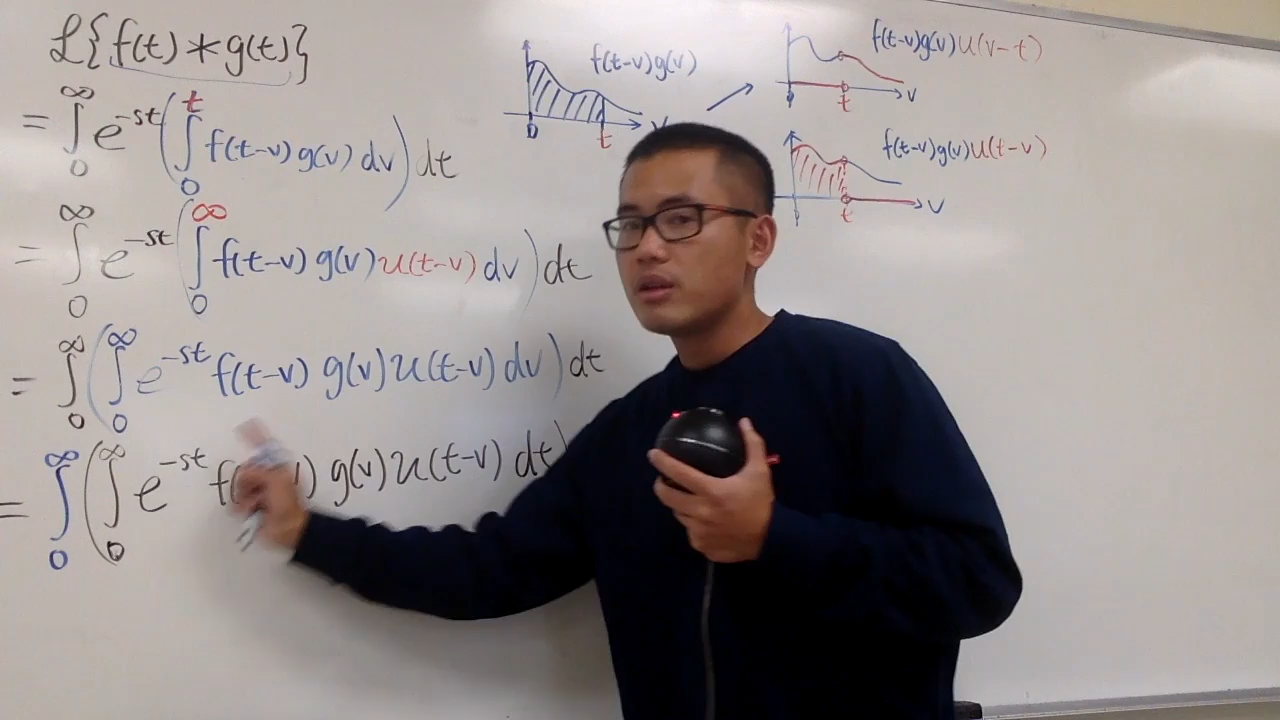 ℒ{f(t) * g(t)}
= ∫₀^∞ e^{-st} (∫₀^t f(t-v) g(v) dv) dt
= ∫₀^∞ e^{-st} (∫₀^∞ f(t-v) g(v) u(t-v) dv) dt
= ∫₀^∞ (∫₀^∞ e^{-st} f(t-v) g(v) u(t-v) dv) dt
= ∫₀^∞ (∫₀^∞ e^{-st} f( ) g(v) u(t-v) dt)
f(t-v)g(v)
0 t
f(t-v)g(v)u(v-t)
0 t v
f(t-v)g(v)u(t-v)
t v